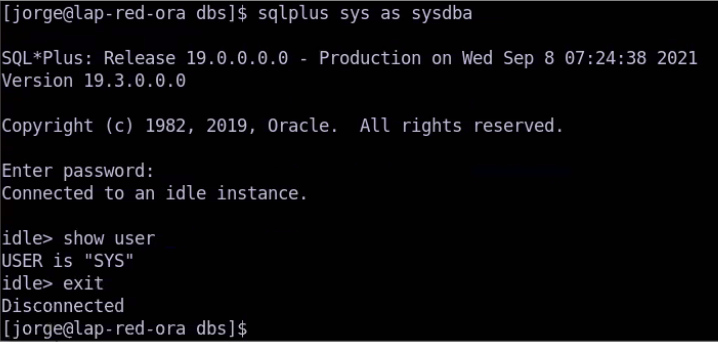 [jorge@lap-red-ora dbs]$ sqlplus sys as sysdba
SQL*Plus: Release 19.0.0.0.0 - Production on Wed Sep 8 07:24:38 2021
Version 19.3.0.0.0
Copyright (c) 1982, 2019, Oracle.  All rights reserved.
Enter password:
Connected to an idle instance.
idle> show user
USER is "SYS"
idle> exit
Disconnected
[jorge@lap-red-ora dbs]$